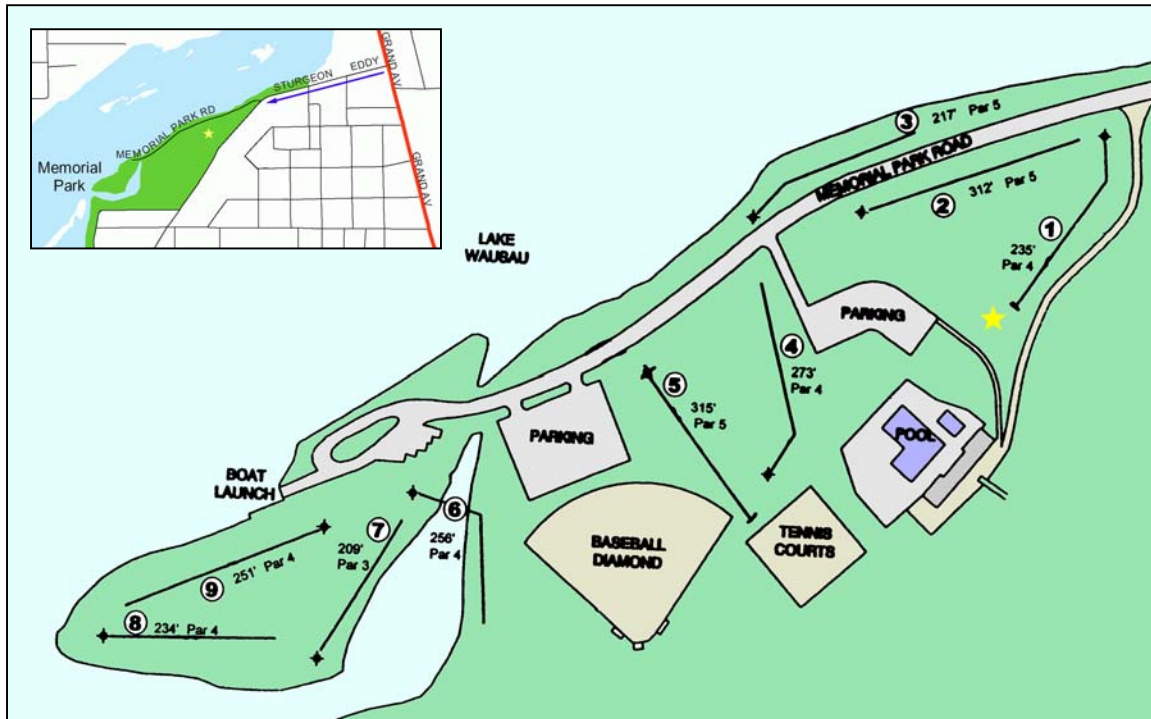 GRAND AV
STURGEON EDDY
MEMORIAL PARK RD
Memorial
Park
GRAND AV
3
217' Par 5
MEMORIAL PARK ROAD
2
312' Par 5
1
235'
Par 4
LAKE
WAUSAU
PARKING
4
273'
Par 4
5
315'
Par 5
POOL
PARKING
BOAT
LAUNCH
6
256'
Par 4
7
209'
Par 3
BASEBALL
DIAMOND
TENNIS
COURTS
9
251' Par 4
8
234' Par 4